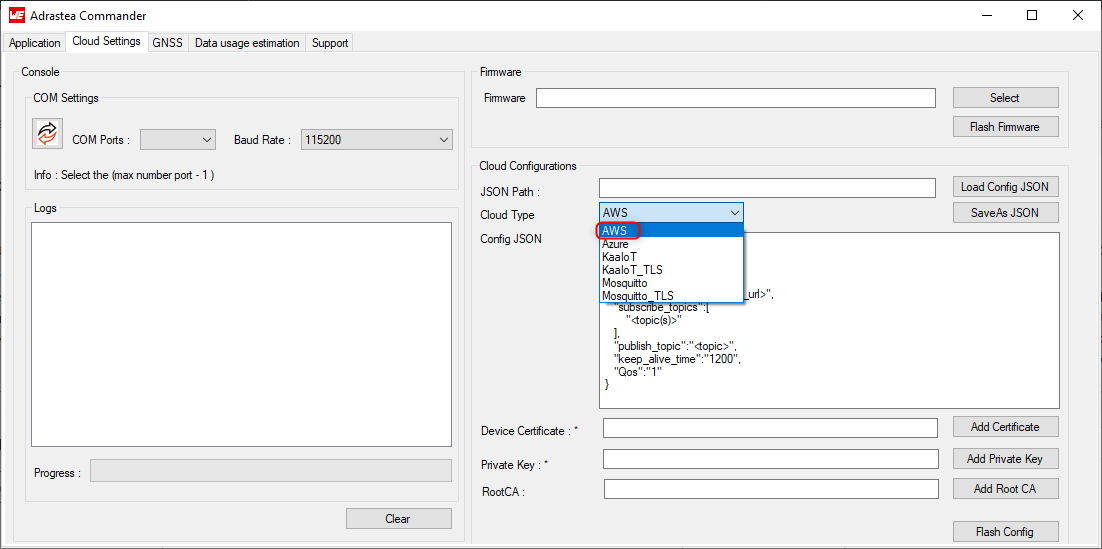 Adrastea Commander
Application
Cloud Settings
GNSS
Data usage estimation
Support
Console
COM Settings
COM Ports :
Baud Rate :
115200
Info : Select the (max number port - 1 )
Logs
Progress :
Clear
Firmware
Firmware
Select
Flash Firmware
Cloud Configurations
JSON Path :
Load Config JSON
Cloud Type
AWS
SaveAs JSON
AWS
Azure
KaaIoT
KaaIoT_TLS
Mosquitto
Mosquitto_TLS
Config JSON
_url>",
"subscribe_topics":[
"<topic(s)>"
],
"publish_topic":"<topic>",
"keep_alive_time":"1200",
"Qos":"1"
}
Device Certificate : *
Add Certificate
Private Key : *
Add Private Key
RootCA :
Add Root CA
Flash Config